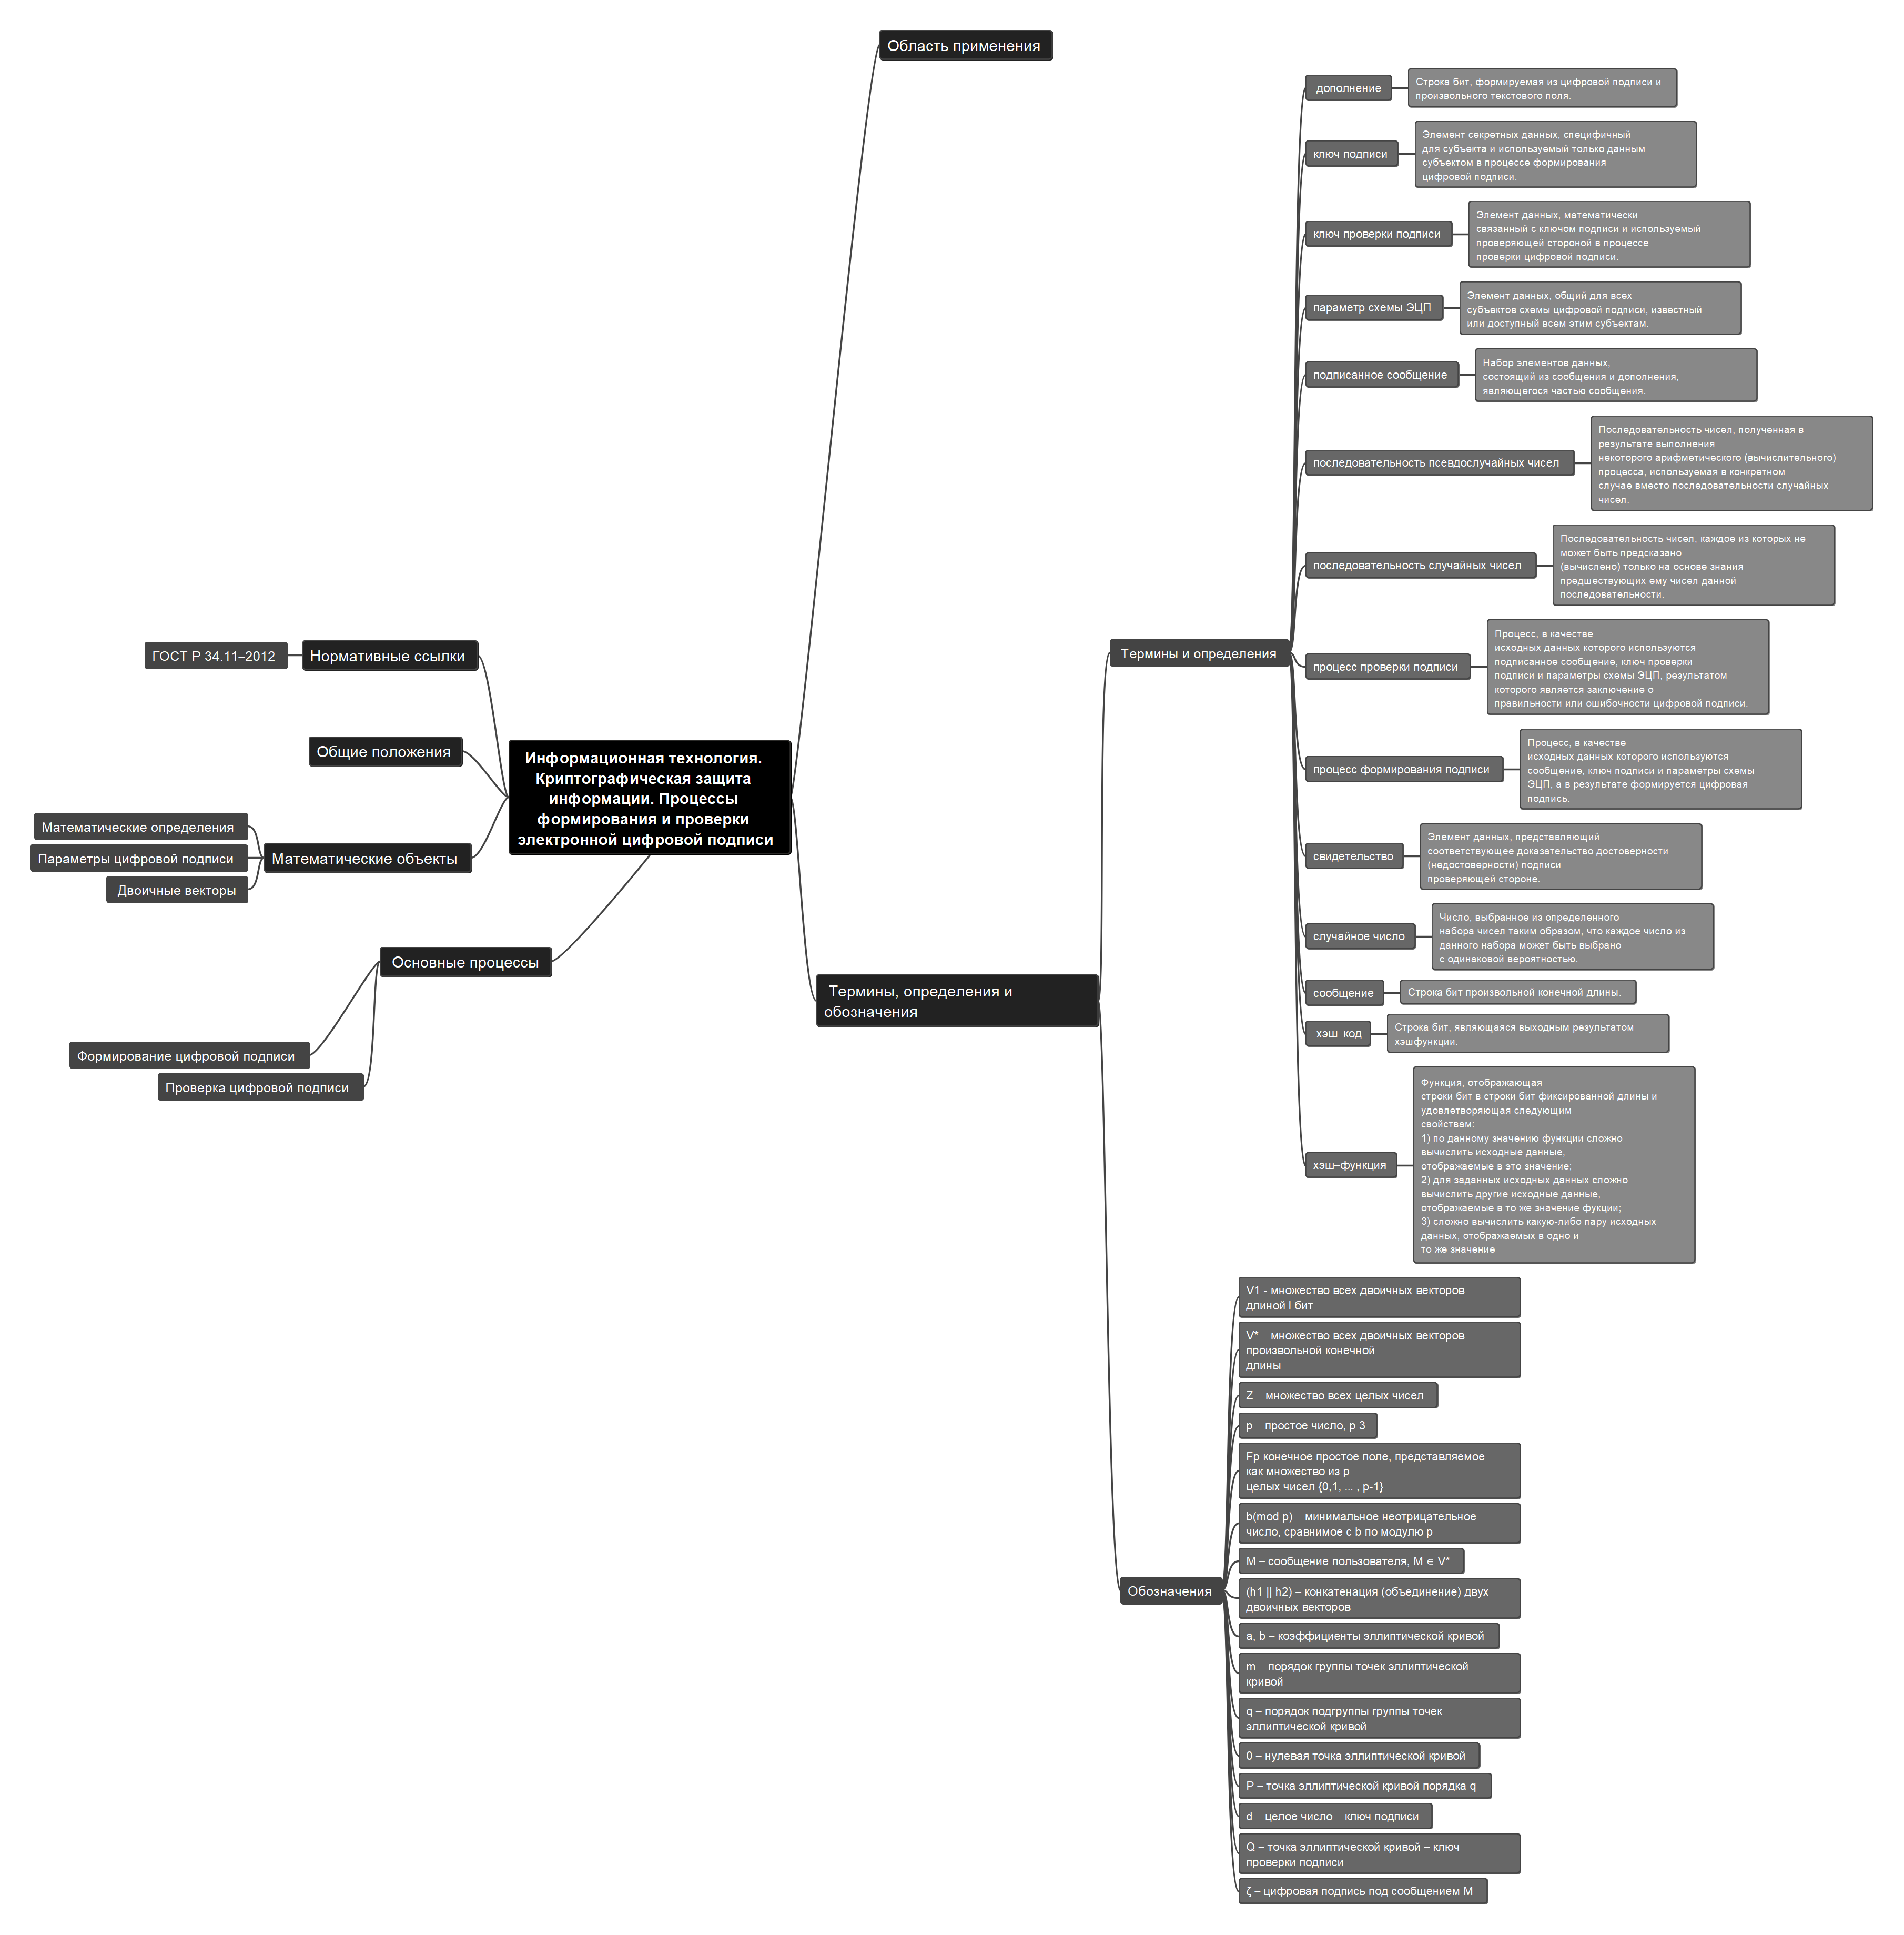 Область применения
дополнение
Строка бит, формируемая из цифровой подписи и
произвольного текстового поля.
ключ подписи
Элемент секретных данных, специфичный
для субъекта и используемый только данным
субъектом в процессе формирования
цифровой подписи.
ключ проверки подписи
Элемент данных, математически
связанный с ключом подписи и используемый
проверяющей стороной в процессе
проверки цифровой подписи.
параметр схемы ЭЦП
Элемент данных, общий для всех
субъектов схемы цифровой подписи, известный
или доступный всем этим субъектам.
подписанное сообщение
Набор элементов данных,
состоящий из сообщения и дополнения,
являющегося частью сообщения.
последовательность псевдослучайных чисел
Последовательность чисел, полученная в
результате выполнения
некоторого арифметического (вычислительного)
процесса, используемая в конкретном
случае вместо последовательности случайных
чисел.
последовательность случайных чисел
Последовательность чисел, каждое из которых не
может быть предсказано
(вычислено) только на основе знания
предшествующих ему чисел данной
последовательности.
Термины и определения
процесс проверки подписи
Процесс, в качестве
исходных данных которого используются
подписанное сообщение, ключ проверки
подписи и параметры схемы ЭЦП, результатом
которого является заключение о
правильности или ошибочности цифровой подписи.
процесс формирования подписи
Процесс, в качестве
исходных данных которого используются
сообщение, ключ подписи и параметры схемы
ЭЦП, а в результате формируется цифровая
подпись.
свидетельство
Элемент данных, представляющий
соответствующее доказательство достоверности
(недостоверности) подписи
проверяющей стороне.
случайное число
Число, выбранное из определенного
набора чисел таким образом, что каждое число из
данного набора может быть выбрано
с одинаковой вероятностью.
сообщение
Строка бит произвольной конечной длины.
хэш–код
Строка бит, являющаяся выходным результатом
хэшфункции.
хэш–функция
Функция, отображающая
строки бит в строки бит фиксированной длины и
удовлетворяющая следующим
свойствам:
1) по данному значению функции сложно
вычислить исходные данные,
отображаемые в это значение;
2) для заданных исходных данных сложно
вычислить другие исходные данные,
отображаемые в то же значение фукции;
3) сложно вычислить какую-либо пару исходных
данных, отображаемых в одно и
то же значение
ГОСТ Р 34.11–2012
Нормативные ссылки
Общие положения
Информационная технология.
Криптографическая защита
информации. Процессы
формирования и проверки
электронной цифровой подписи
Математические определения
Параметры цифровой подписи
Двоичные векторы
Математические объекты
Основные процессы
Формирование цифровой подписи
Проверка цифровой подписи
Термины, определения и
обозначения
Обозначения
V1 - множество всех двоичных векторов
длиной l бит
V* – множество всех двоичных векторов
произвольной конечной
длины
Z – множество всех целых чисел
p – простое число, p 3
Fp конечное простое поле, представляемое
как множество из p
целых чисел {0,1, ... , p-1}
b(mod p) – минимальное неотрицательное
число, сравнимое с b по модулю p
M – сообщение пользователя, M ∈ V*
(h1 || h2) – конкатенация (объединение) двух
двоичных векторов
a, b – коэффициенты эллиптической кривой
m – порядок группы точек эллиптической
кривой
q – порядок подгруппы группы точек
эллиптической кривой
0 – нулевая точка эллиптической кривой
P – точка эллиптической кривой порядка q
d – целое число – ключ подписи
Q – точка эллиптической кривой – ключ
проверки подписи
ζ – цифровая подпись под сообщением M